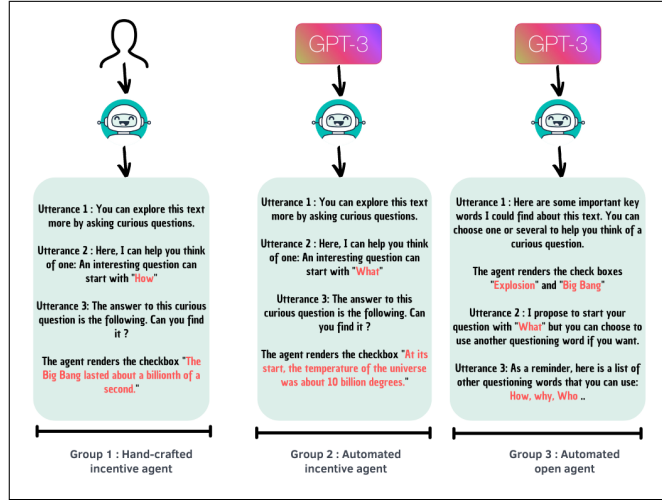 GPT-3
GPT-3
Utterance 1 : You can explore this text
more by asking curious questions.
Utterance 2 : Here, I can help you think
of one: An interesting question can
start with "How"
Utterance 3: The answer to this curious
question is the following. Can you find
it ?
The agent renders the checkbox "The
Big Bang lasted about a billionth of a
second."
Group 1 : Hand-crafted
incentive agent
Utterance 1 : You can explore this text
more by asking curious questions.
Utterance 2 : Here, I can help you think
of one: An interesting question can
start with "What"
Utterance 3: The answer to this
curious question is the following. Can
you find it ?
The agent renders the checkbox "At its
start, the temperature of the universe
was about 10 billion degrees."
Group 2 : Automated
incentive agent
Utterance 1 : Here are some important key
words I could find about this text. You can
choose one or several to help you think of a
curious question.
The agent renders the check boxes
"Explosion" and "Big Bang"
Utterance 2 : I propose to start your
question with "What" but you can choose to
use another questioning word if you want.
Utterance 3: As a reminder, here is a list of
other questioning words that you can use:
How, why, Who ..
Group 3 : Automated
open agent